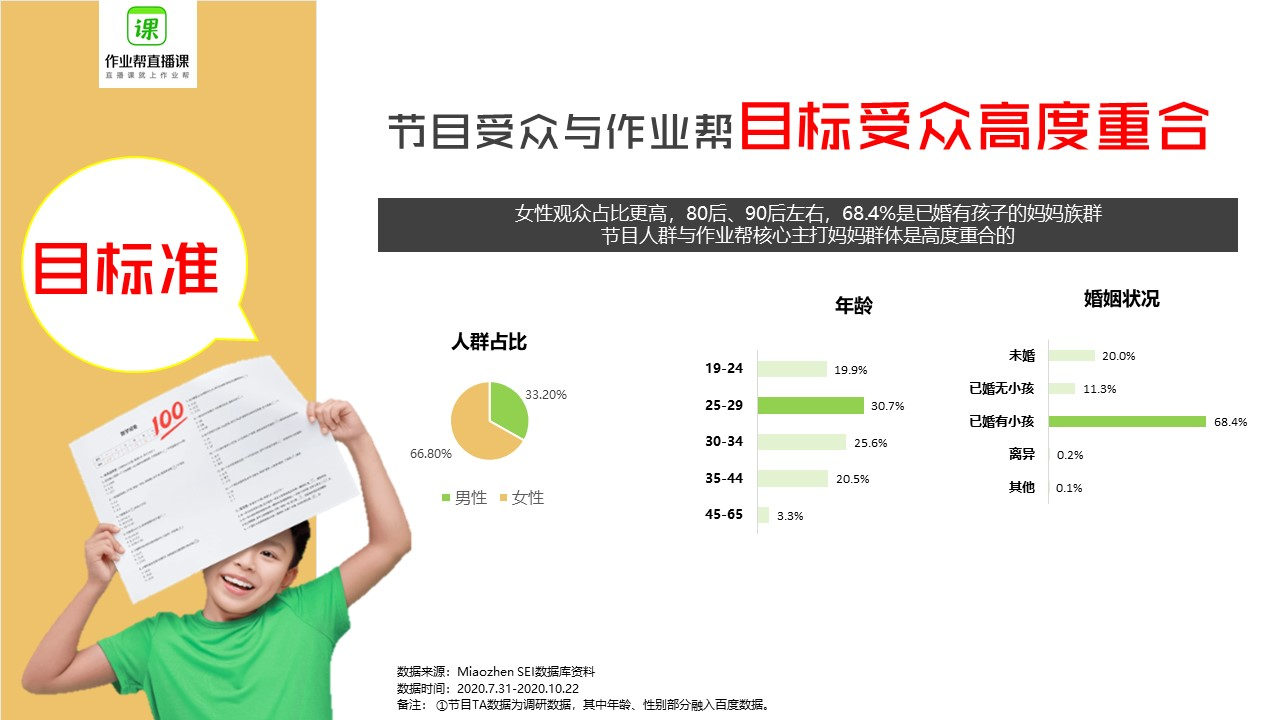 课
作业帮直播课
直播课就上作业帮
节目受众与作业帮目标受众高度重合
女性观众占比更高，80后、90后左右，68.4%是已婚有孩子的妈妈族群
节目人群与作业帮核心主打妈妈群体是高度重合的
目标准
人群占比
33.20%
66.80%
男性 女性
年龄
19-24 19.9%
25-29 30.7%
30-34 25.6%
35-44 20.5%
45-65 3.3%
婚姻状况
未婚 20.0%
已婚无小孩 11.3%
已婚有小孩 68.4%
离异 0.2%
其他 0.1%
100
数据来源：Miaozhen SEI数据库资料
数据时间：2020.7.31-2020.10.22
备注： ①节目TA数据为调研数据，其中年龄、性别部分融入百度数据。